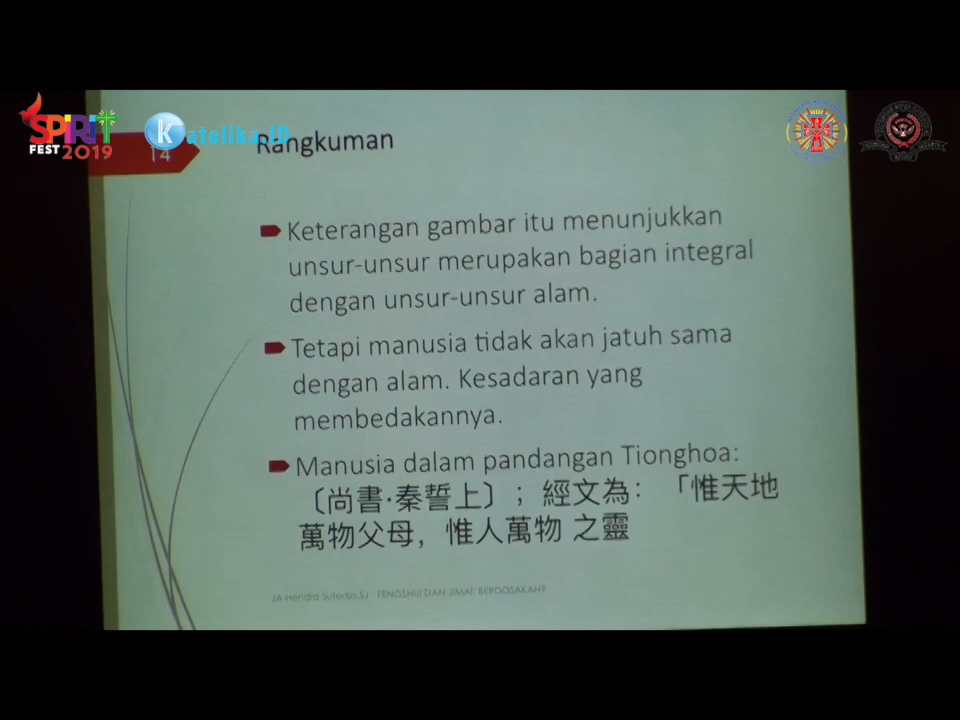 SPIRIT
FEST 2019
Katolika.ID
14
Rangkuman
Keterangan gambar itu menunjukkan
unsur-unsur merupakan bagian integral
dengan unsur-unsur alam.
Tetapi manusia tidak akan jatuh sama
dengan alam. Kesadaran yang
membedakannya.
Manusia dalam pandangan Tionghoa:
〔尚書·秦誓上〕；經文為：「惟天地
萬物父母，惟人萬物 之靈
JA Hendra Sutedja SJ - FENGSHUI DAN JIMAT, BERDOSAKAH?